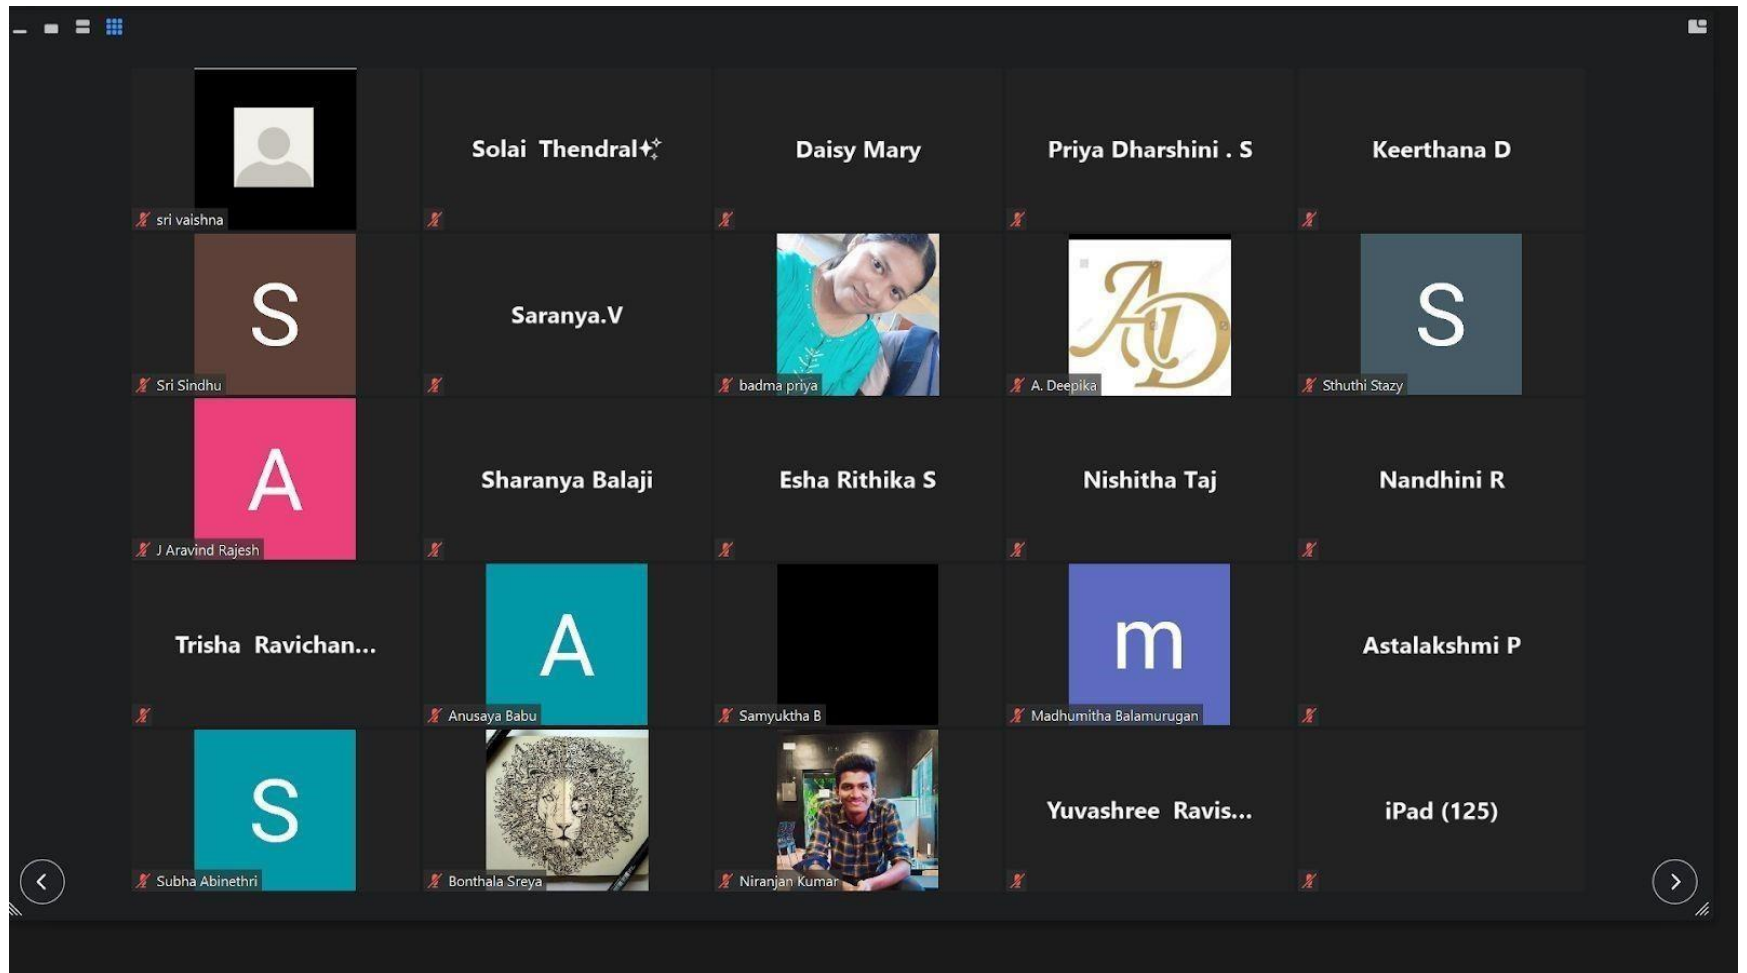 sri vaishna
Solai Thendral✨
Daisy Mary
Priya Dharshini . S
Keerthana D
S
Sri Sindhu
Saranya.V
badma priya
AD
A. Deepika
S
Sthuthi Stazy
A
J Aravind Rajesh
Sharanya Balaji
Esha Rithika S
Nishitha Taj
Nandhini R
Trisha Ravichan...
A
Anusaya Babu
Samyuktha B
m
Madhumitha Balamurugan
Astalakshmi P
S
Subha Abinethri
Bonthala Sreya
Niranjan Kumar
Yuvashree Ravis...
iPad (125)